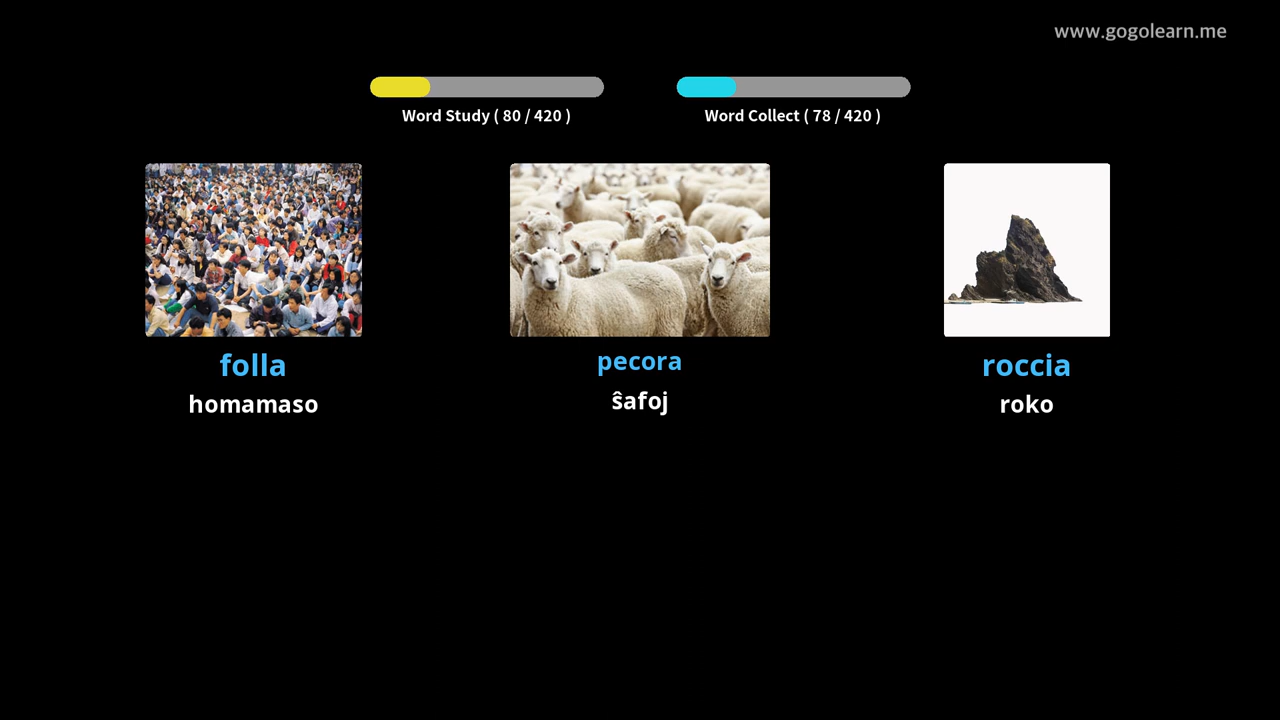 www.gogolearn.me
Word Study ( 80 / 420 )
Word Collect ( 78 / 420 )
folla
pecora
roccia
homamaso
ŝafoj
roko